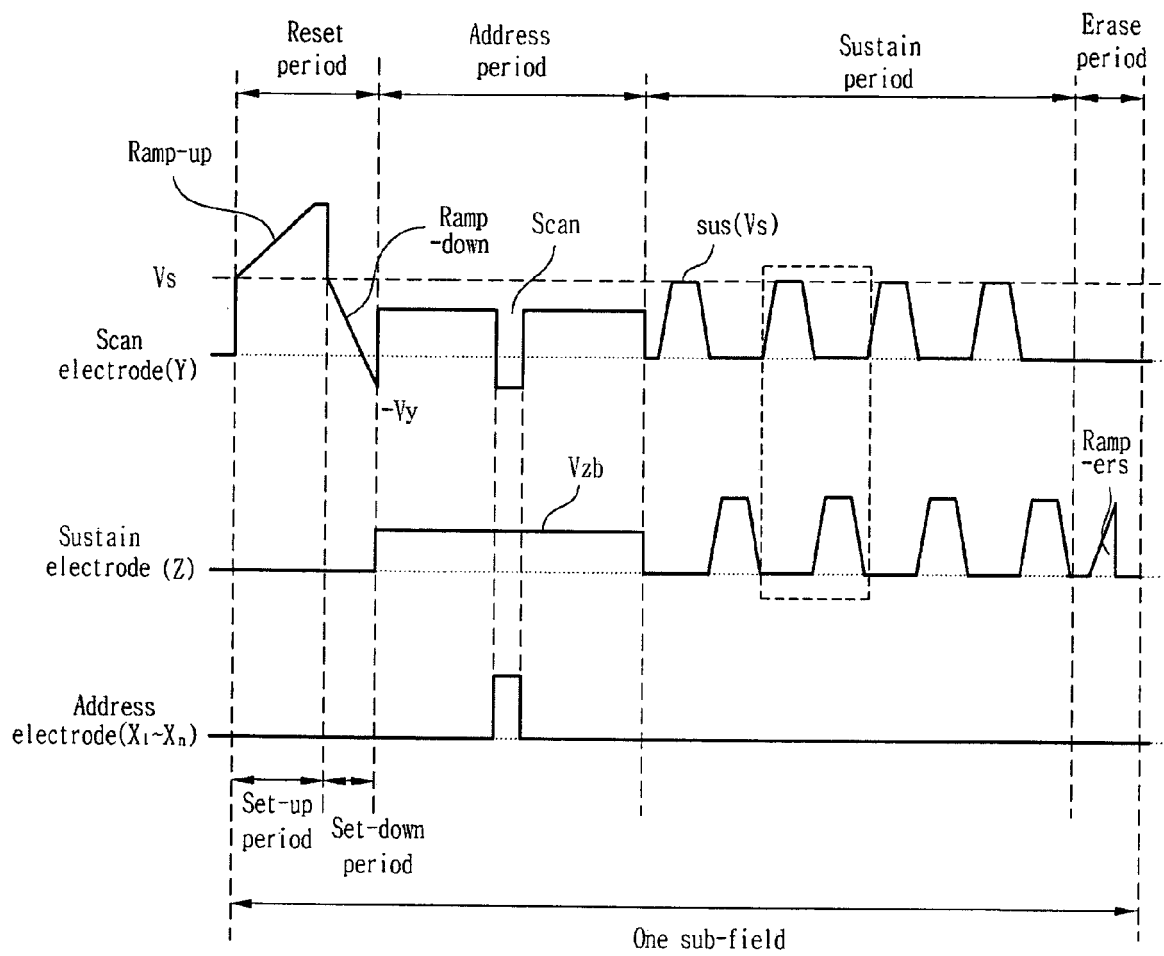 Reset
period
Address
period
Sustain
period
Erase
period
Ramp-up
Ramp
-down
Scan
sus(Vs)
Vs
Scan
electrode(Y)
-Vy
Ramp
-ers
Vzb
Sustain
electrode (Z)
Address
electrode(X₁~Xₙ)
Set-up
period
Set-down
period
One sub-field